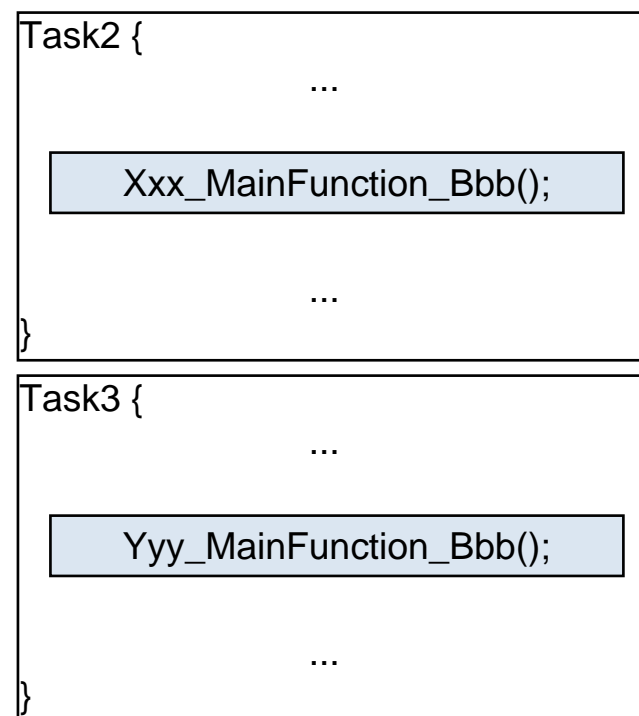 Task2 {
...
Xxx_MainFunction_Bbb();
...
}
Task3 {
...
Yyy_MainFunction_Bbb();
...
}